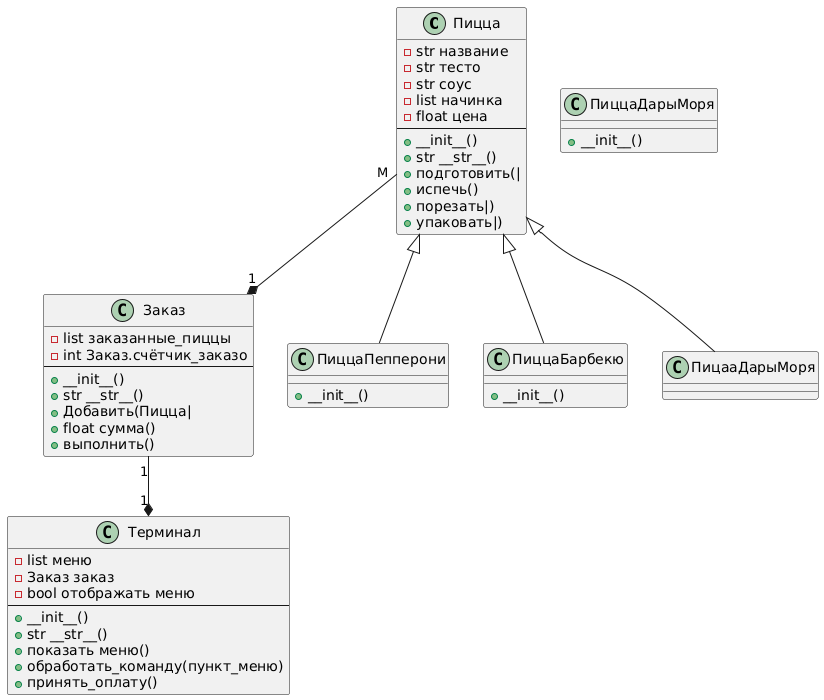 C Пицца
str название
str тесто
str соус
list начинка
float цена
__init__()
str __str__()
подготовить(|
испечь()
порезать|)
упаковать|)
C ПиццаДарыМоря
__init__()
M
1
C Заказ
list заказанные_пиццы
int Заказ.счётчик_заказо
__init__()
str __str__()
Добавить(Пицца|
float сумма()
выполнить()
C ПиццаПепперони
__init__()
C ПиццаБарбекю
__init__()
C ПицааДарыМоря
1
1
C Терминал
list меню
Заказ заказ
bool отображать меню
__init__()
str __str__()
показать меню()
обработать_команду(пункт_меню)
принять_оплату()